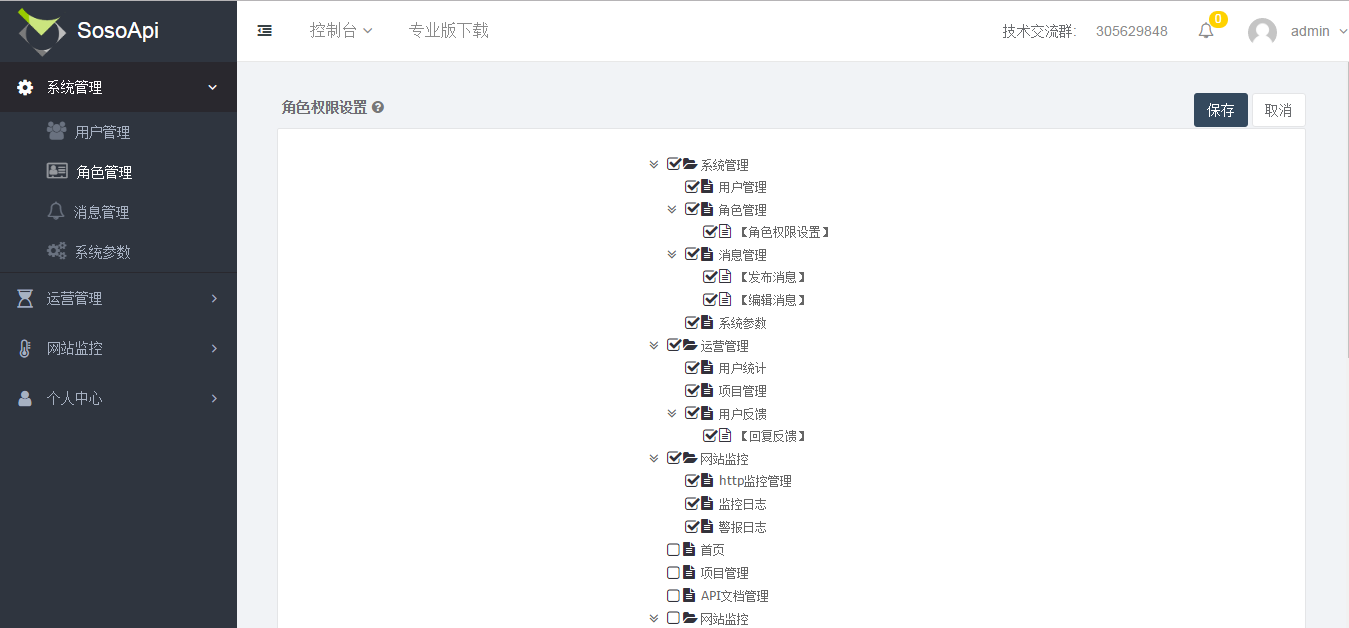 SosoApi
控制台
专业版下载
技术交流群:
305629848
0
admin
系统管理
用户管理
角色管理
消息管理
系统参数
运营管理
网站监控
个人中心
角色权限设置
保存
取消
系统管理
用户管理
角色管理
【角色权限设置】
消息管理
【发布消息】
【编辑消息】
系统参数
运营管理
用户统计
项目管理
用户反馈
【回复反馈】
网站监控
http监控管理
监控日志
警报日志
首页
项目管理
API文档管理
网站监控